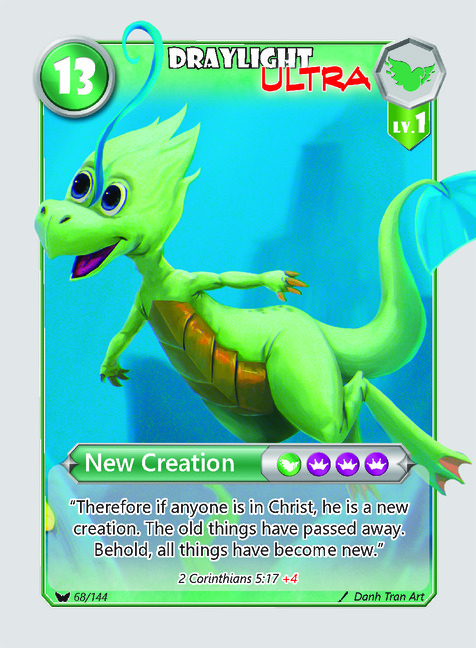 13
DRAYLIGHT
ULTRA
LV.1
New Creation
“Therefore if anyone is in Christ, he is a new
creation. The old things have passed away.
Behold, all things have become new.”
2 Corinthians 5:17 +4
68/144
Danh Tran Art